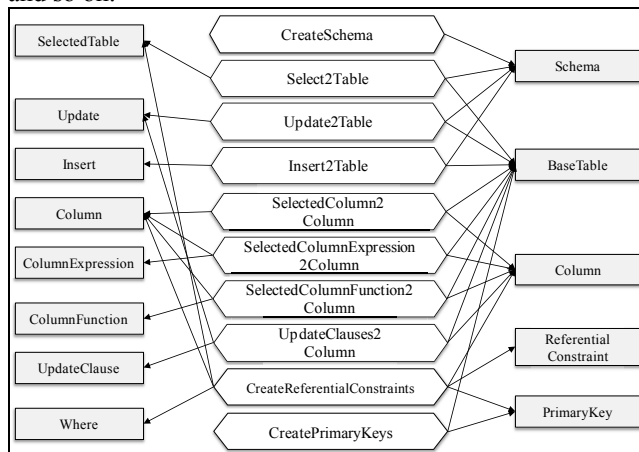 and so on.
SelectedTable
Update
Insert
Column
ColumnExpression
ColumnFunction
UpdateClause
Where
CreateSchema
Select2Table
Update2Table
Insert2Table
SelectedColumn2
Column
SelectedColumnExpression
2Column
SelectedColumnFunction2
Column
UpdateClauses2
Column
CreateReferentialConstraints
CreatePrimaryKeys
Schema
BaseTable
Column
Referential
Constraint
PrimaryKey